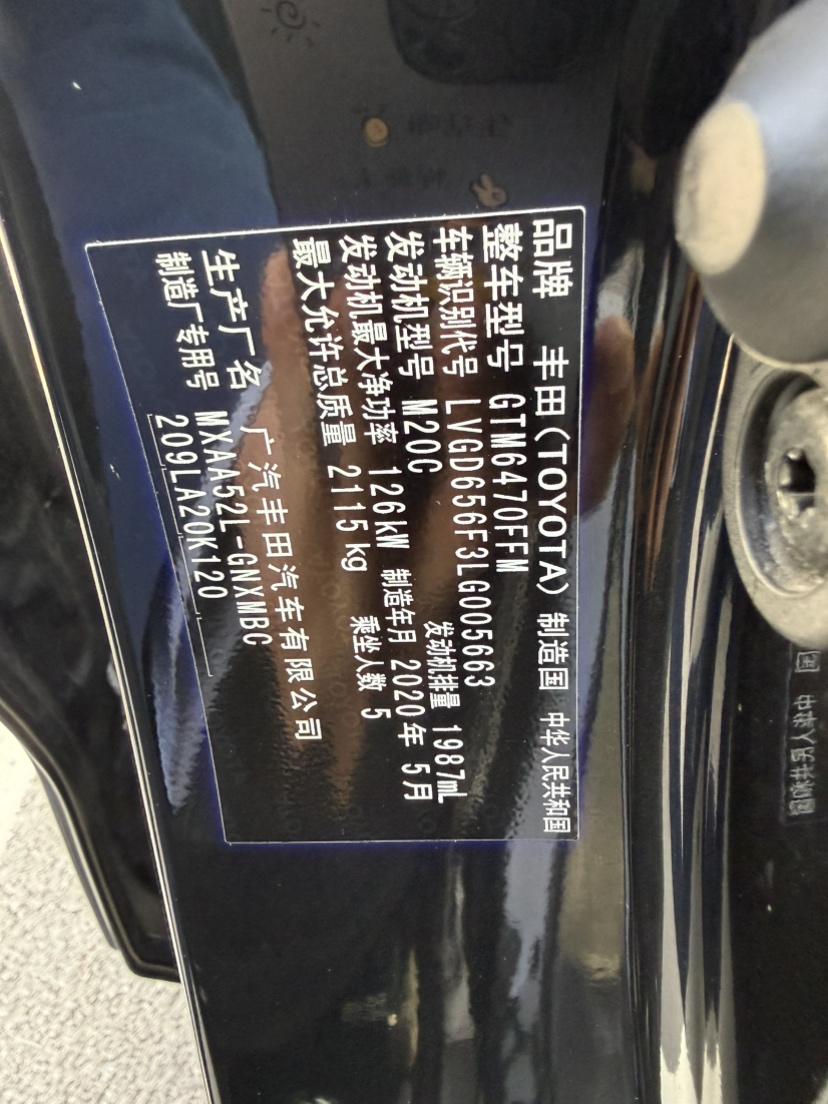 品牌 丰田(TOYOTA) 制造国 中华人民共和国
整车型号 GTM6470FFM
车辆识别代号 LVGD656F3LG005663
发动机型号 M20C 发动机排量 1987mL
发动机最大净功率 126kW 制造年月 2020年 5月
最大允许总质量 2115kg 乘坐人数 5
生产厂名 广汽丰田汽车有限公司
制造厂专用号 MXAA52L-GNXMBC
209LA20K120